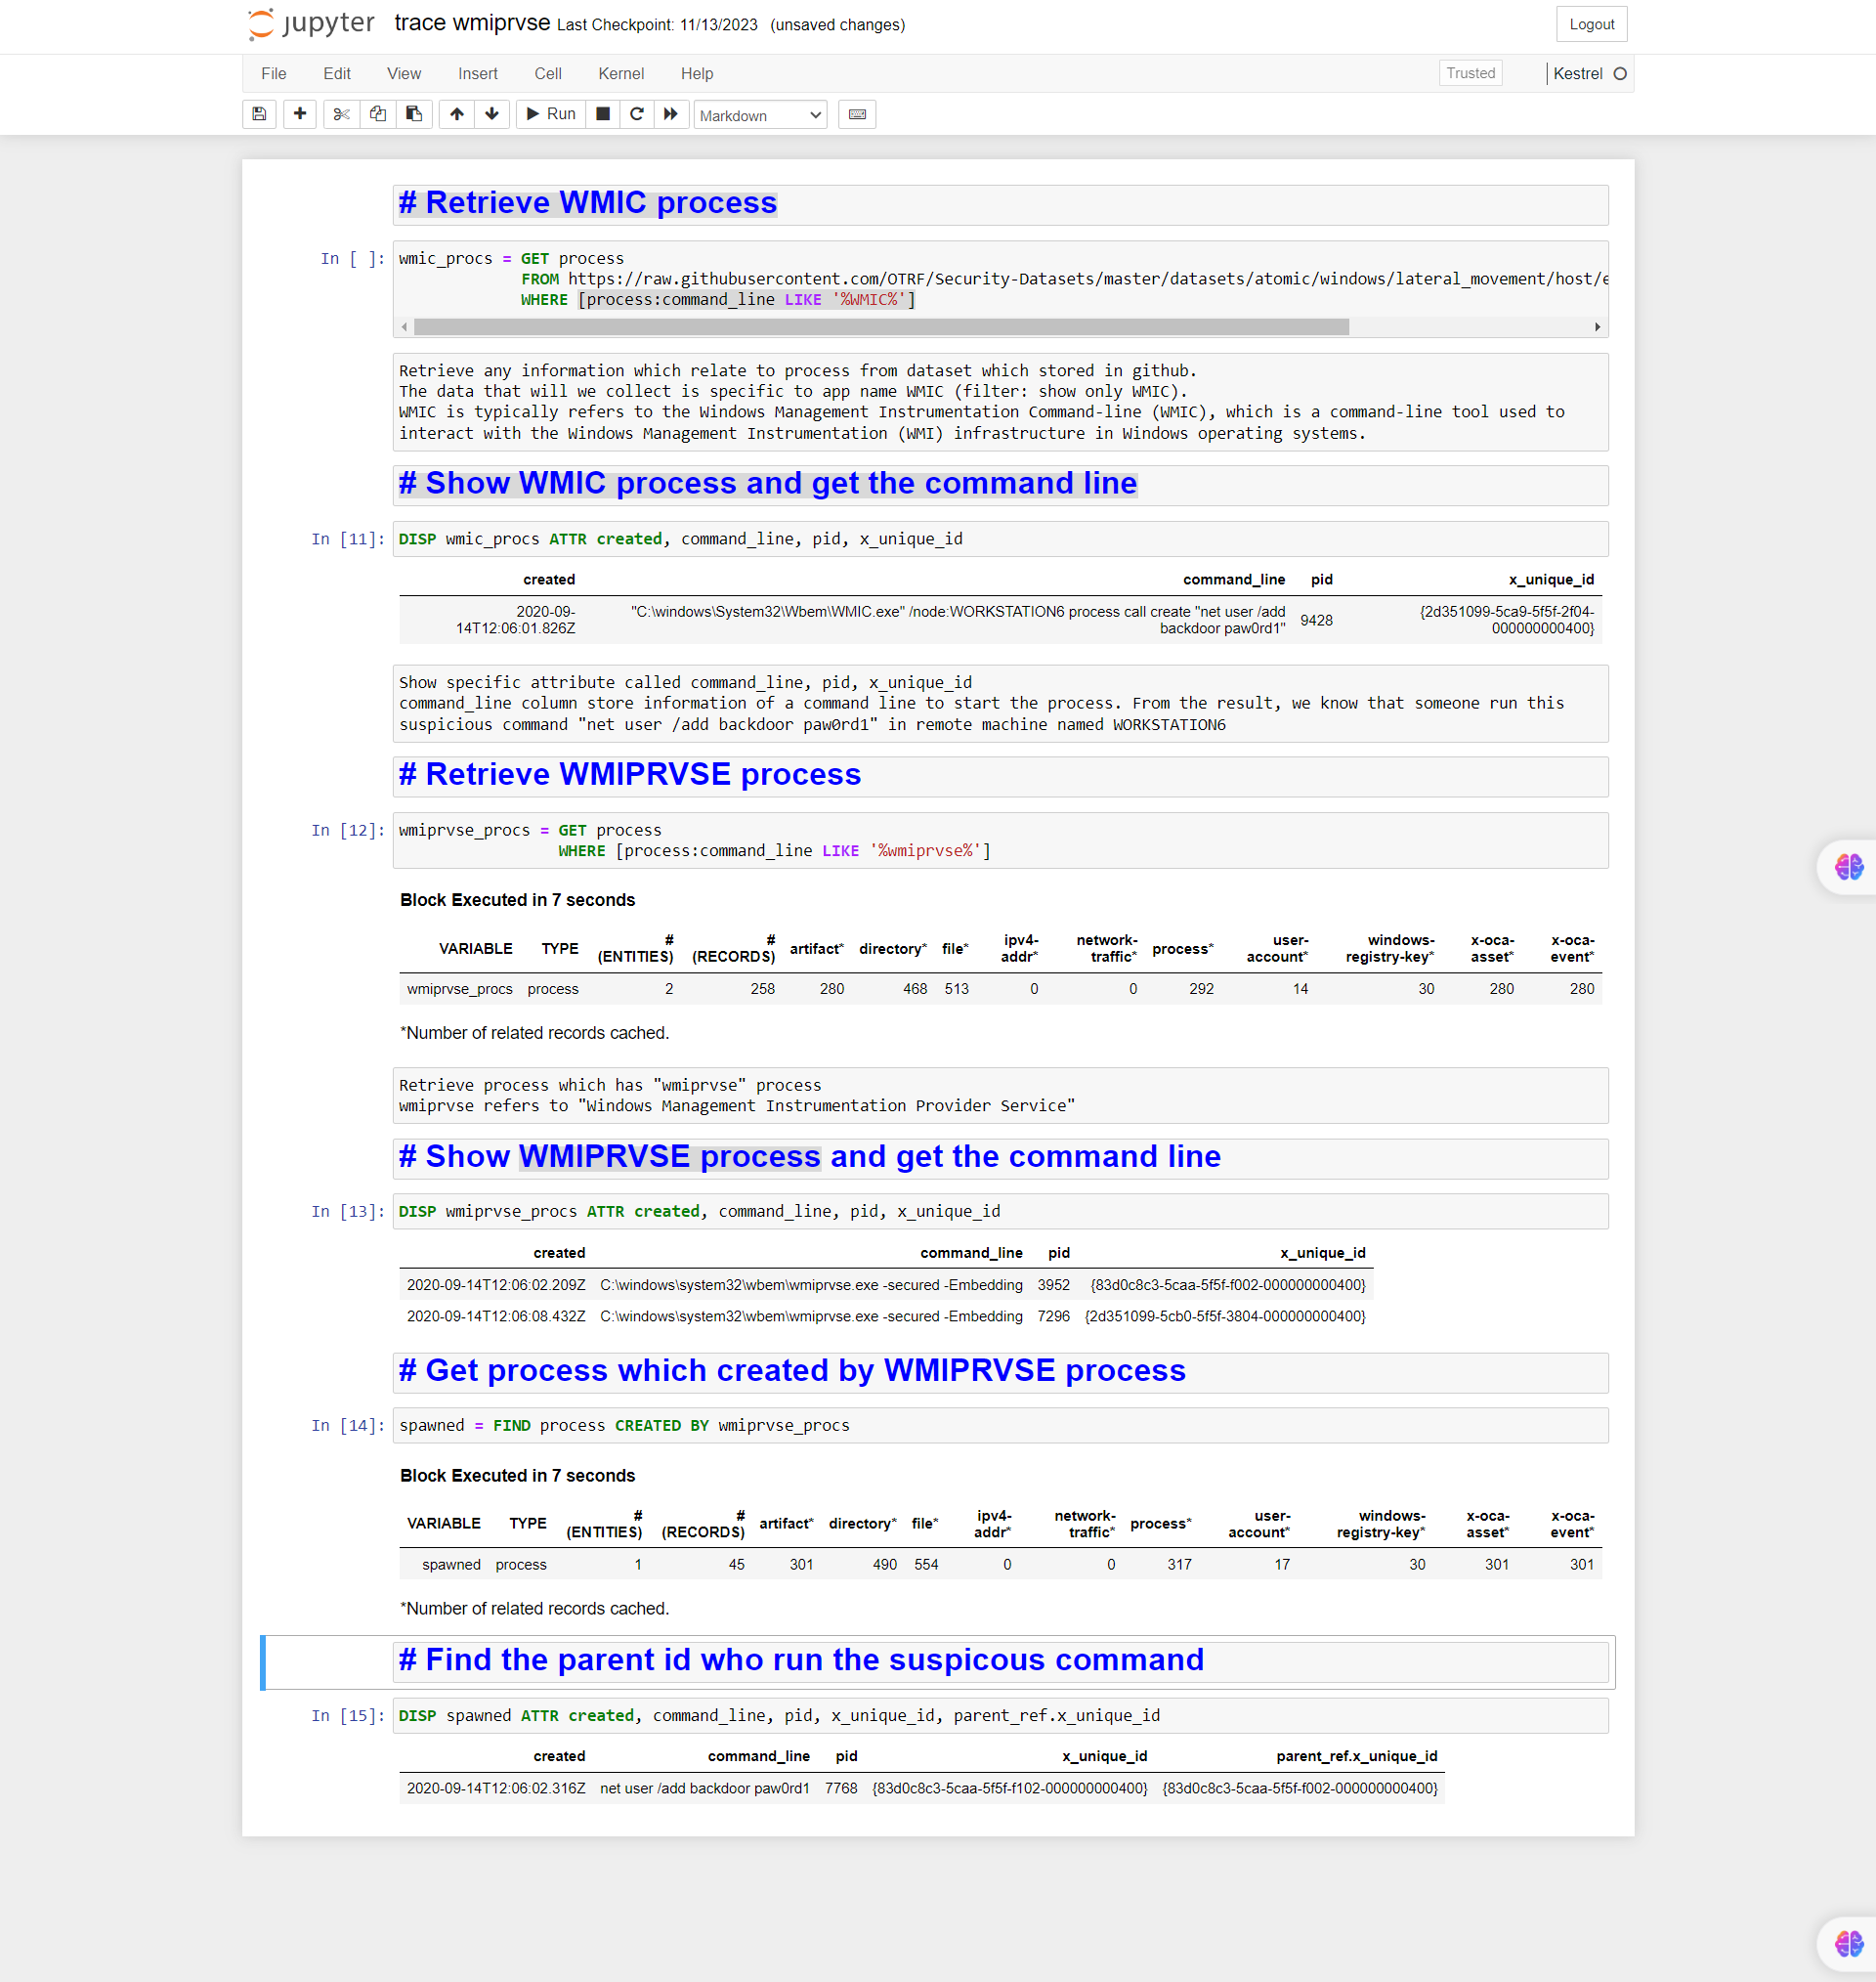 jupyter trace wmiprvse Last Checkpoint: 11/13/2023 (unsaved changes) Logout
File Edit View Insert Cell Kernel Help Trusted Kestrel
Run Markdown
# Retrieve WMIC process
In [ ]: wmic_procs = GET process
FROM https://raw.githubusercontent.com/OTRF/Security-Datasets/master/datasets/atomic/windows/lateral_movement/host/e
WHERE [process:command_line LIKE '%WMIC%']
Retrieve any information which relate to process from dataset which stored in github.
The data that will we collect is specific to app name WMIC (filter: show only WMIC).
WMIC is typically refers to the Windows Management Instrumentation Command-line (WMIC), which is a command-line tool used to
interact with the Windows Management Instrumentation (WMI) infrastructure in Windows operating systems.
# Show WMIC process and get the command line
In [11]: DISP wmic_procs ATTR created, command_line, pid, x_unique_id
created command_line pid x_unique_id
2020-09- "C:\windows\System32\Wbem\WMIC.exe" /node:WORKSTATION6 process call create "net user /add 9428 {2d351099-5ca9-5f5f-2f04-
14T12:06:01.826Z backdoor paw0rd1" 000000000400}
Show specific attribute called command_line, pid, x_unique_id
command_line column store information of a command line to start the process. From the result, we know that someone run this
suspicious command "net user /add backdoor paw0rd1" in remote machine named WORKSTATION6
# Retrieve WMIPRVSE process
In [12]: wmiprvse_procs = GET process
WHERE [process:command_line LIKE '%wmiprvse%']
Block Executed in 7 seconds
VARIABLE TYPE # (ENTITIES) # (RECORDS) artifact* directory* file* ipv4-addr* network-traffic* process* user-account* windows-registry-key* x-oca-asset* x-oca-event*
wmiprvse_procs process 2 258 280 468 513 0 0 292 14 30 280 280
*Number of related records cached.
Retrieve process which has "wmiprvse" process
wmiprvse refers to "Windows Management Instrumentation Provider Service"
# Show WMIPRVSE process and get the command line
In [13]: DISP wmiprvse_procs ATTR created, command_line, pid, x_unique_id
created command_line pid x_unique_id
2020-09-14T12:06:02.209Z C:\windows\system32\wbem\wmiprvse.exe -secured -Embedding 3952 {83d0c8c3-5caa-5f5f-f002-000000000400}
2020-09-14T12:06:08.432Z C:\windows\system32\wbem\wmiprvse.exe -secured -Embedding 7296 {2d351099-5cb0-5f5f-3804-000000000400}
# Get process which created by WMIPRVSE process
In [14]: spawned = FIND process CREATED BY wmiprvse_procs
Block Executed in 7 seconds
VARIABLE TYPE # (ENTITIES) # (RECORDS) artifact* directory* file* ipv4-addr* network-traffic* process* user-account* windows-registry-key* x-oca-asset* x-oca-event*
spawned process 1 45 301 490 554 0 0 317 17 30 301 301
*Number of related records cached.
# Find the parent id who run the suspicous command
In [15]: DISP spawned ATTR created, command_line, pid, x_unique_id, parent_ref.x_unique_id
created command_line pid x_unique_id parent_ref.x_unique_id
2020-09-14T12:06:02.316Z net user /add backdoor paw0rd1 7768 {83d0c8c3-5caa-5f5f-f102-000000000400} {83d0c8c3-5caa-5f5f-f002-000000000400}